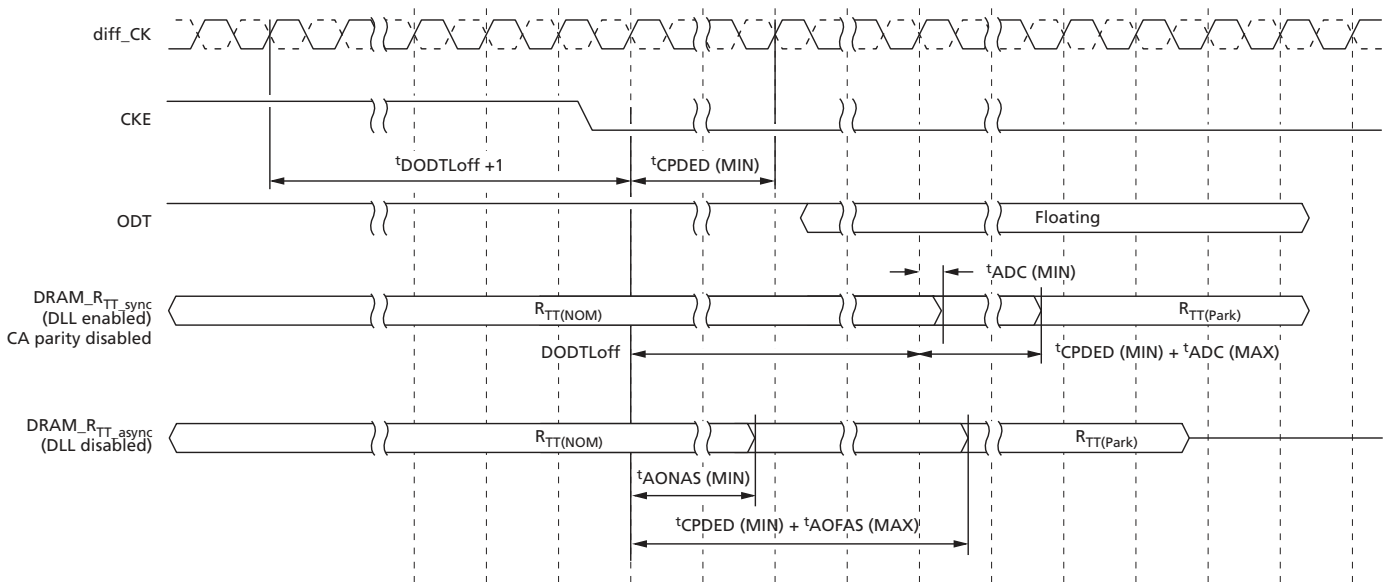 diff_CK
CKE
tDODTLoff +1
tCPDED (MIN)
ODT
Floating
tADC (MIN)
DRAM_RTT_sync
(DLL enabled)
CA parity disabled
RTT(NOM)
RTT(Park)
DODTLoff
tCPDED (MIN) + tADC (MAX)
DRAM_RTT_async
(DLL disabled)
RTT(NOM)
RTT(Park)
tAONAS (MIN)
tCPDED (MIN) + tAOFAS (MAX)